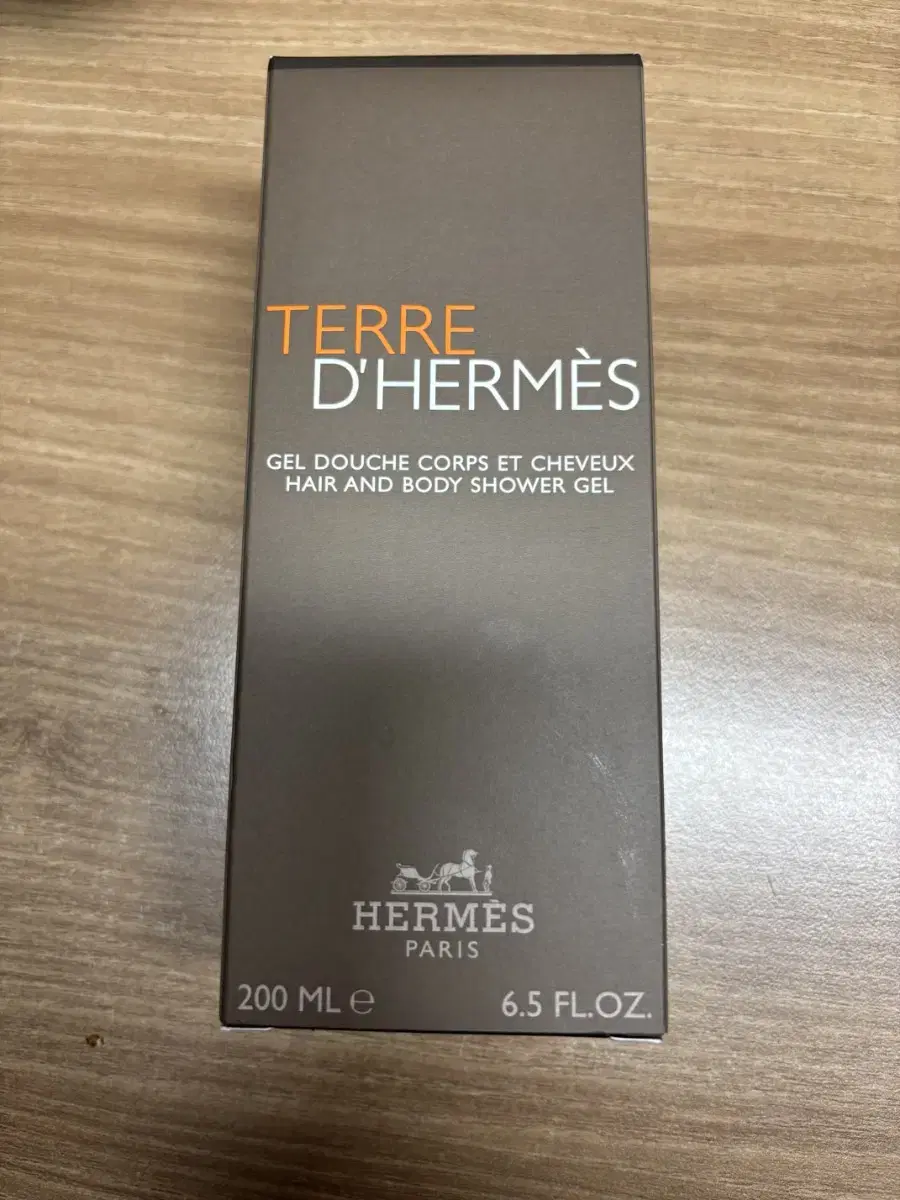 TERRE
D'HERMÈS
GEL DOUCHE CORPS ET CHEVEUX
HAIR AND BODY SHOWER GEL
HERMÈS
PARIS
200 ML ℮
6.5 FL.OZ.